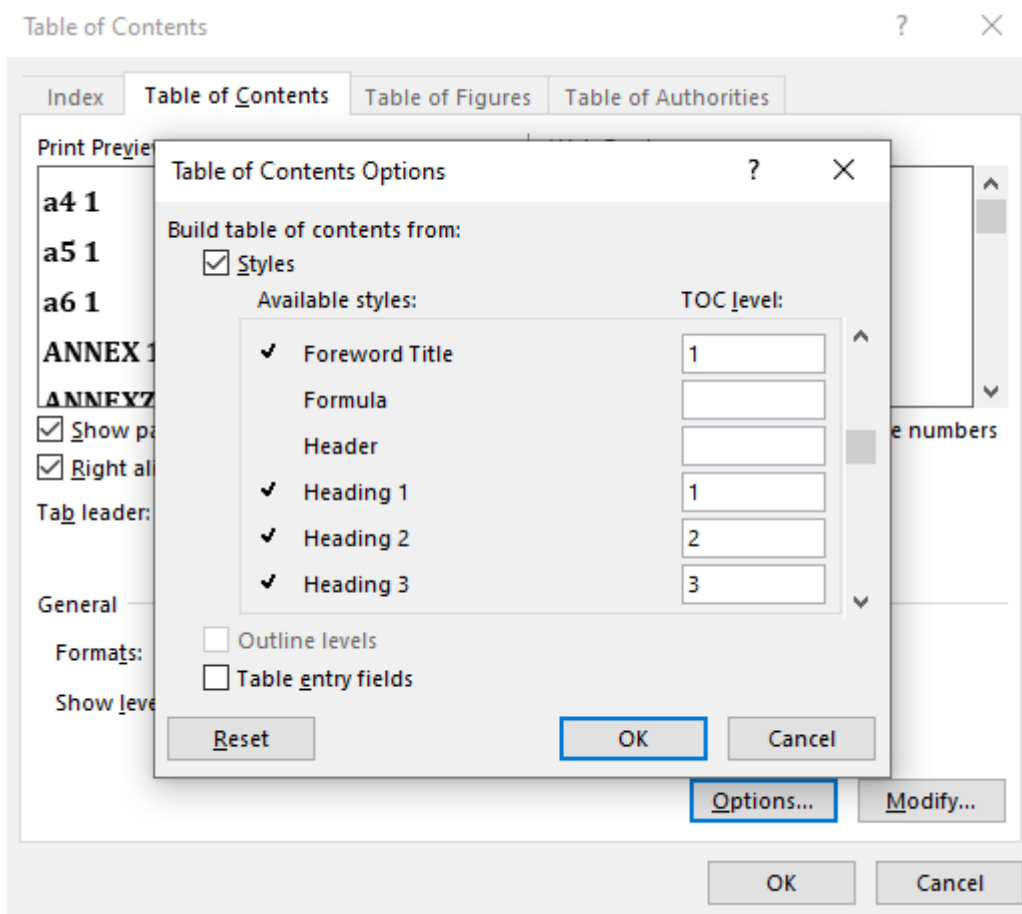 Table of Contents
Index Table of Contents Table of Figures Table of Authorities
Print Previe
Table of Contents Options
a4 1
a5 1
a6 1
ANNEX 1
ANNEXZ
Build table of contents from:
Styles
Available styles: TOC level:
Foreword Title 1
Formula
Header
Heading 1 1
Heading 2 2
Heading 3 3
Outline levels
Table entry fields
Reset OK Cancel
Show pa
e numbers
Right ali
Tab leader:
General
Formats:
Show leve
Options... Modify...
OK Cancel